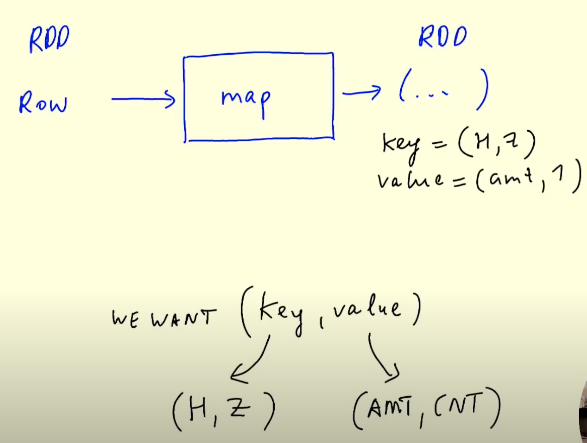 RDD RDD
Row map (... )
key = (H, Z)
value = (amt, 1)
WE WANT (key, value)
(H, Z) (AMT, CNT)